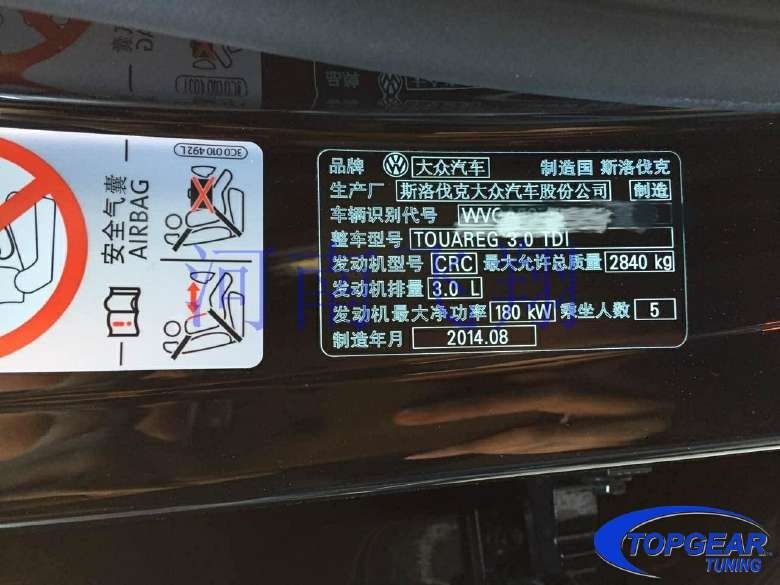 3C0 010 492 L
安全气囊
AIRBAG
品牌 大众汽车 制造国 斯洛伐克
生产厂 斯洛伐克大众汽车股份公司 制造
车辆识别代号 WVG
整车型号 TOUAREG 3.0 TDI
发动机型号 CRC 最大允许总质量 2840 kg
发动机排量 3.0 L
发动机最大净功率 180 kW 乘坐人数 5
制造年月 2014.08
TOPGEAR
TUNING